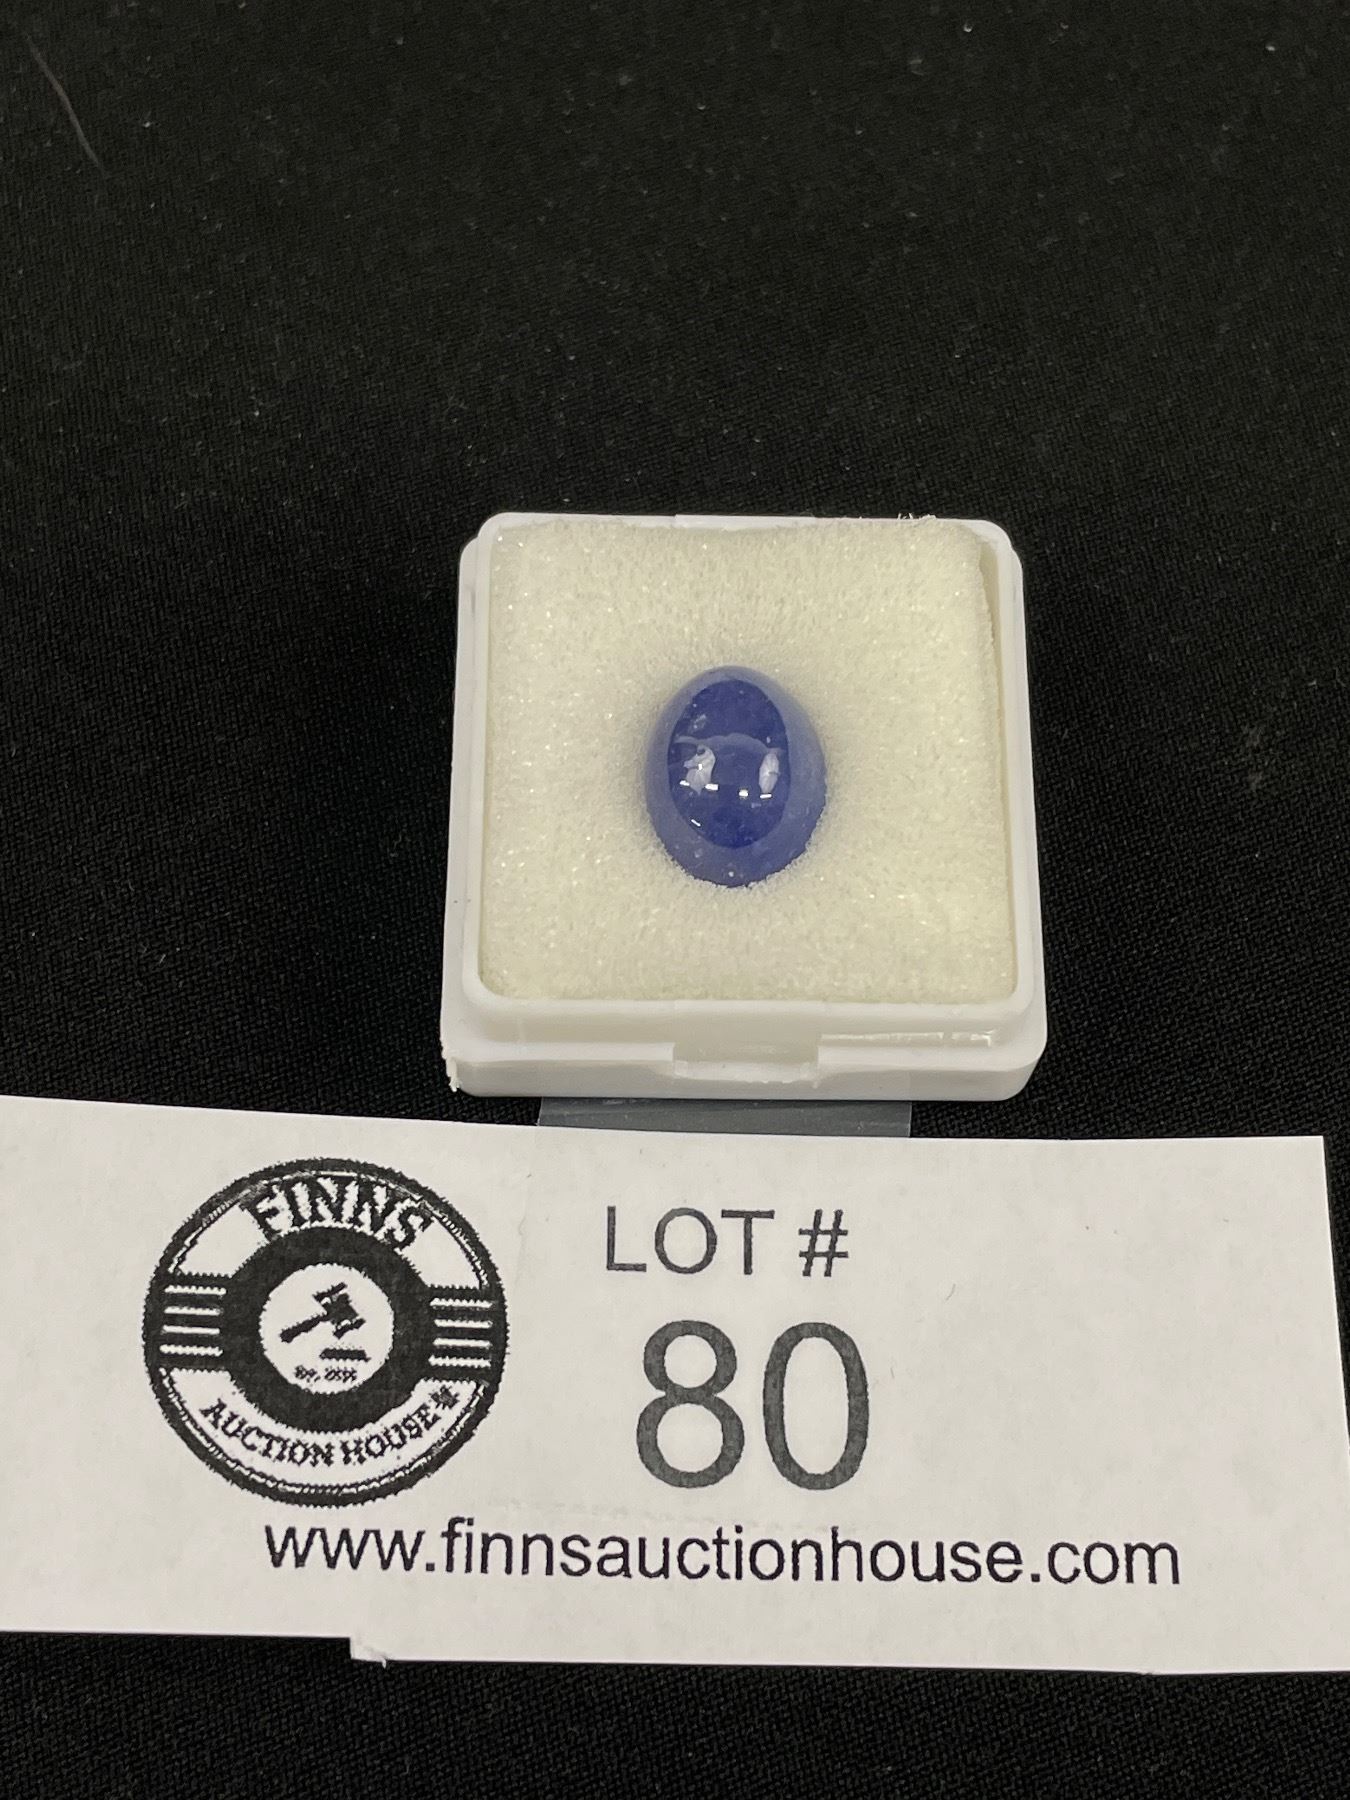 FINNS
AUCTION HOUSE
LOT #
80
www.finnsauctionhouse.com